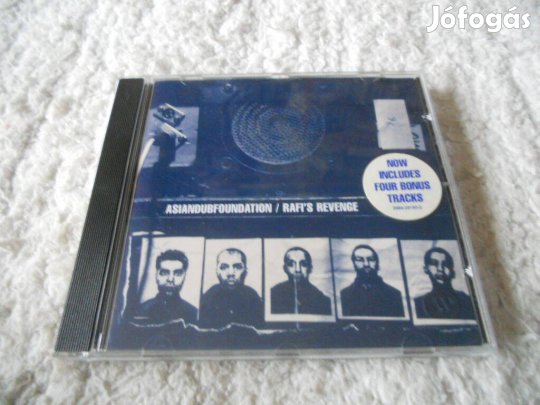 Jófogás
NOW
INCLUDES
FOUR BONUS
TRACKS
ASIANDUBFOUNDATION / RAFI'S REVENGE